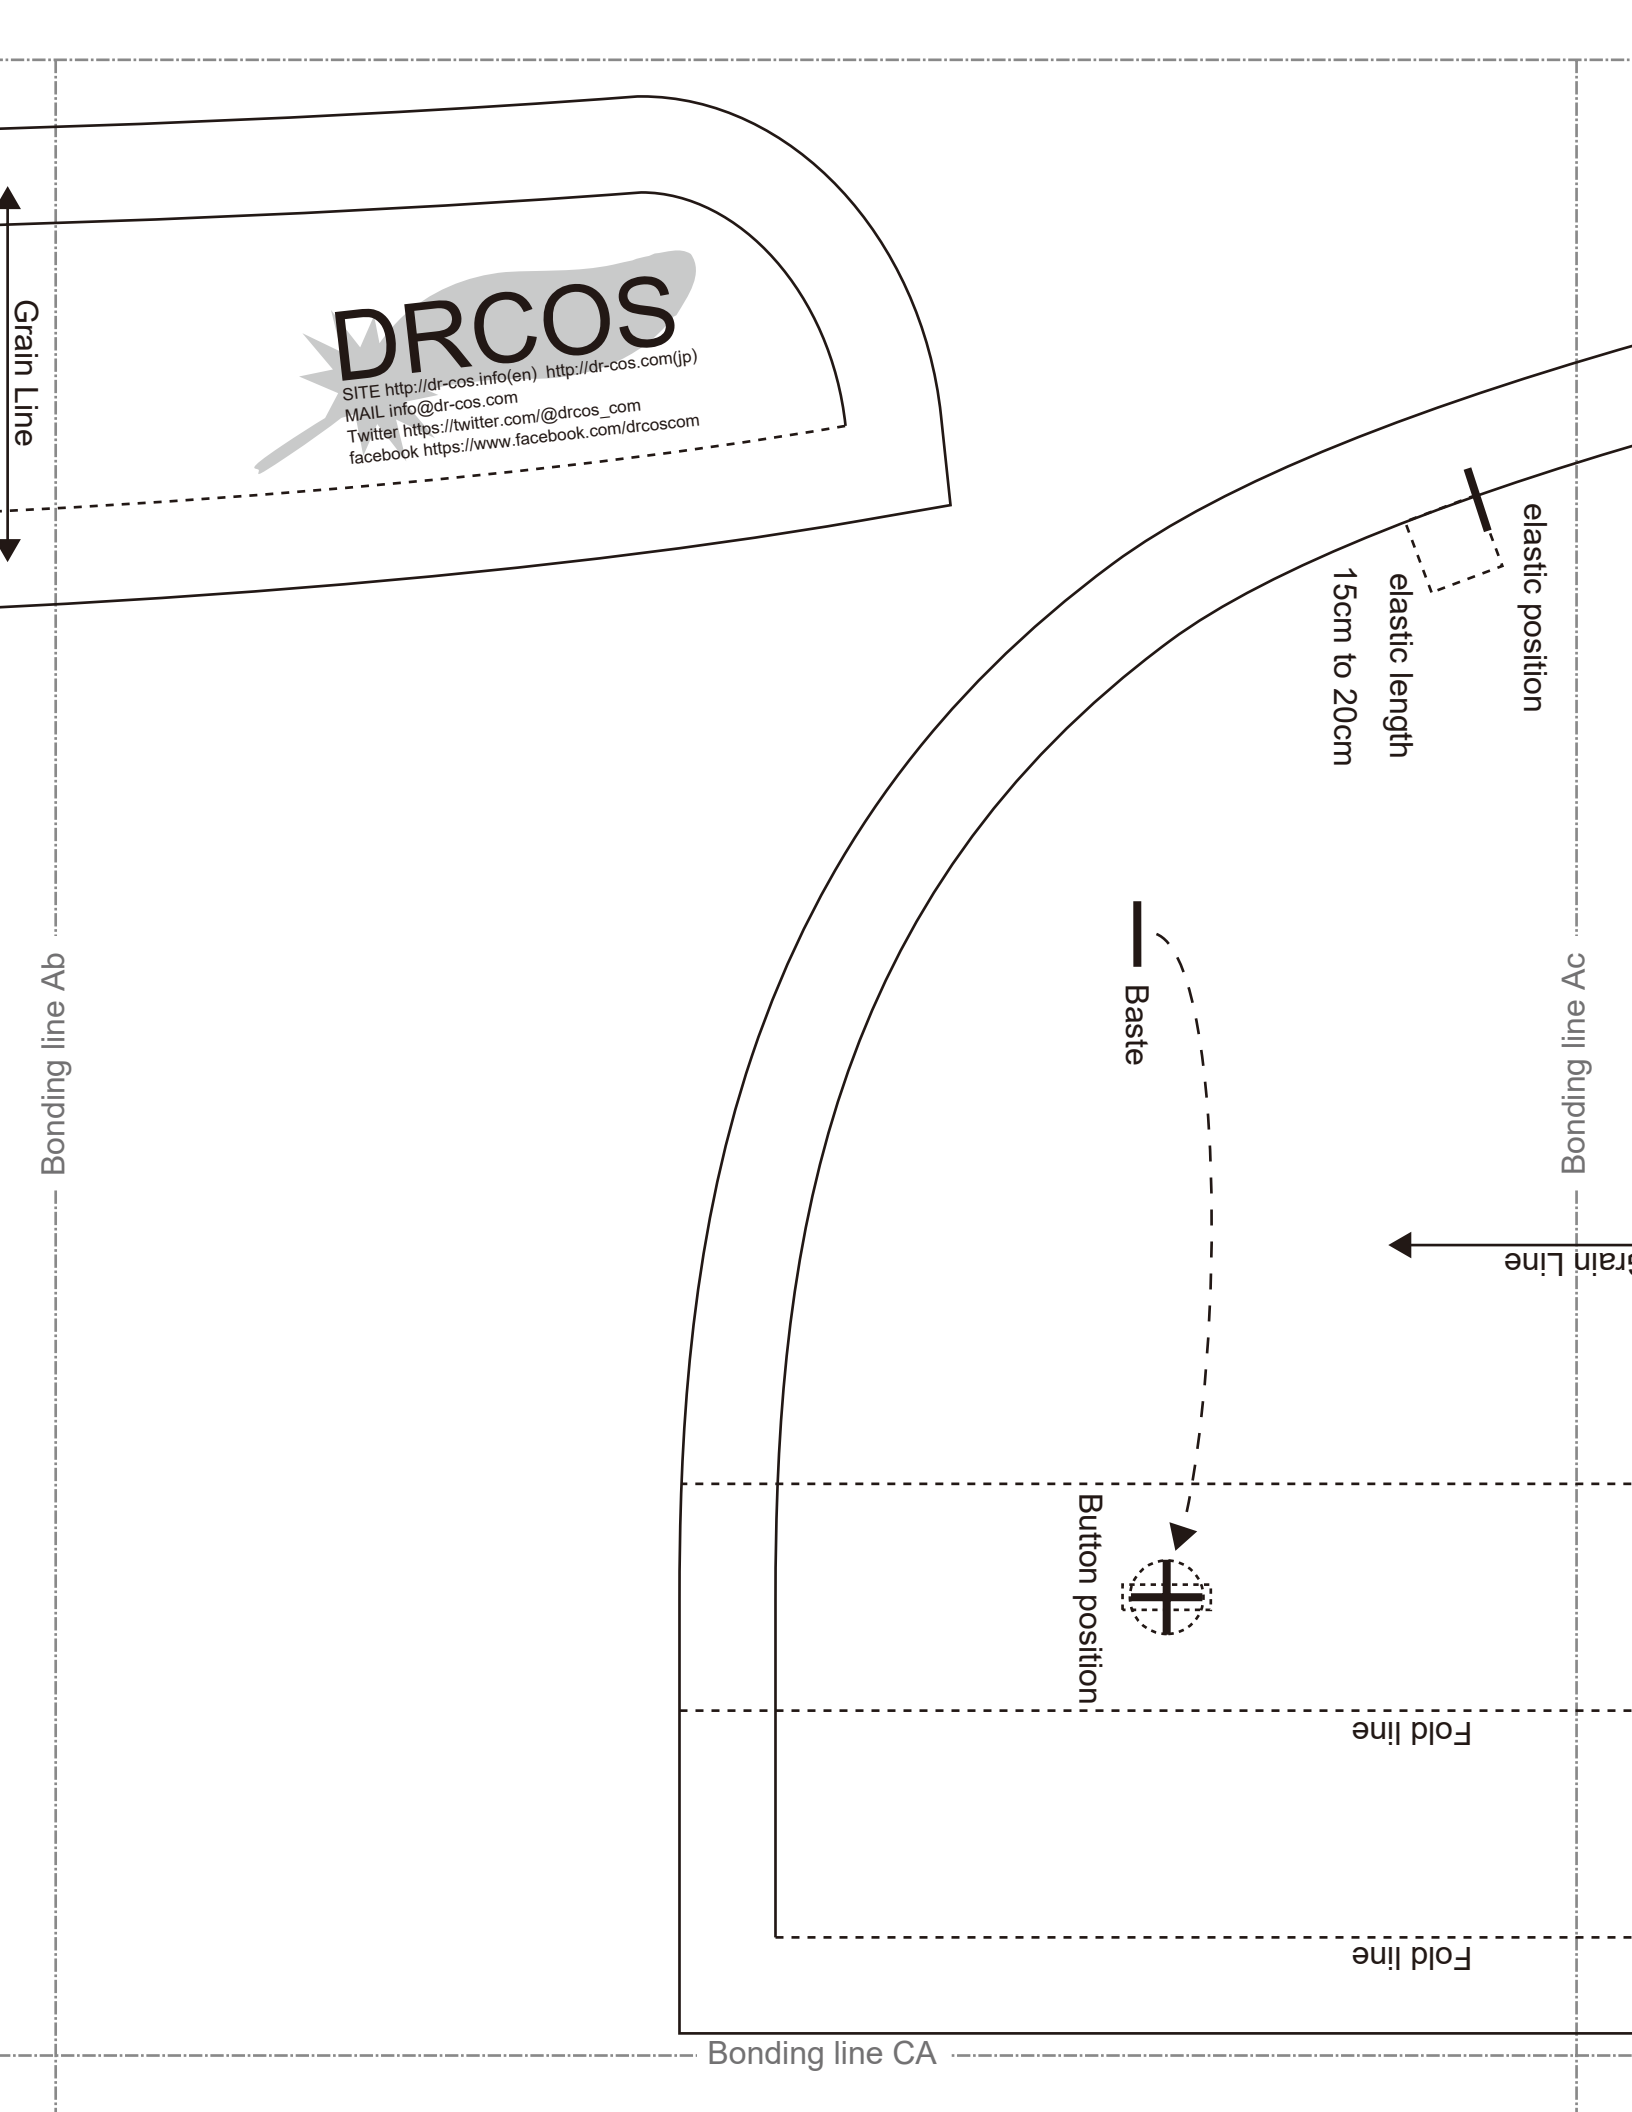 Grain Line
DRCOS
SITE http://dr-cos.info(en)  http://dr-cos.com(jp)
MAIL info@dr-cos.com
Twitter https://twitter.com/@drcos_com
facebook https://www.facebook.com/drcoscom
elastic position
elastic length
15cm to 20cm
Baste
Bonding line Ab
Bonding line Ac
Grain Line
Button position
Fold line
Fold line
Bonding line CA